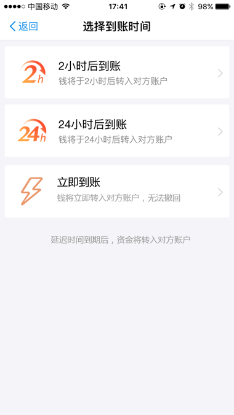 中国移动 17:41 98%
返回 选择到账时间
2h
2小时后到账
钱将于2小时后转入对方账户
24h
24小时后到账
钱将于24小时后转入对方账户
立即到账
钱将立即转入对方账户，无法撤回
延迟时间到期后，资金将转入对方账户